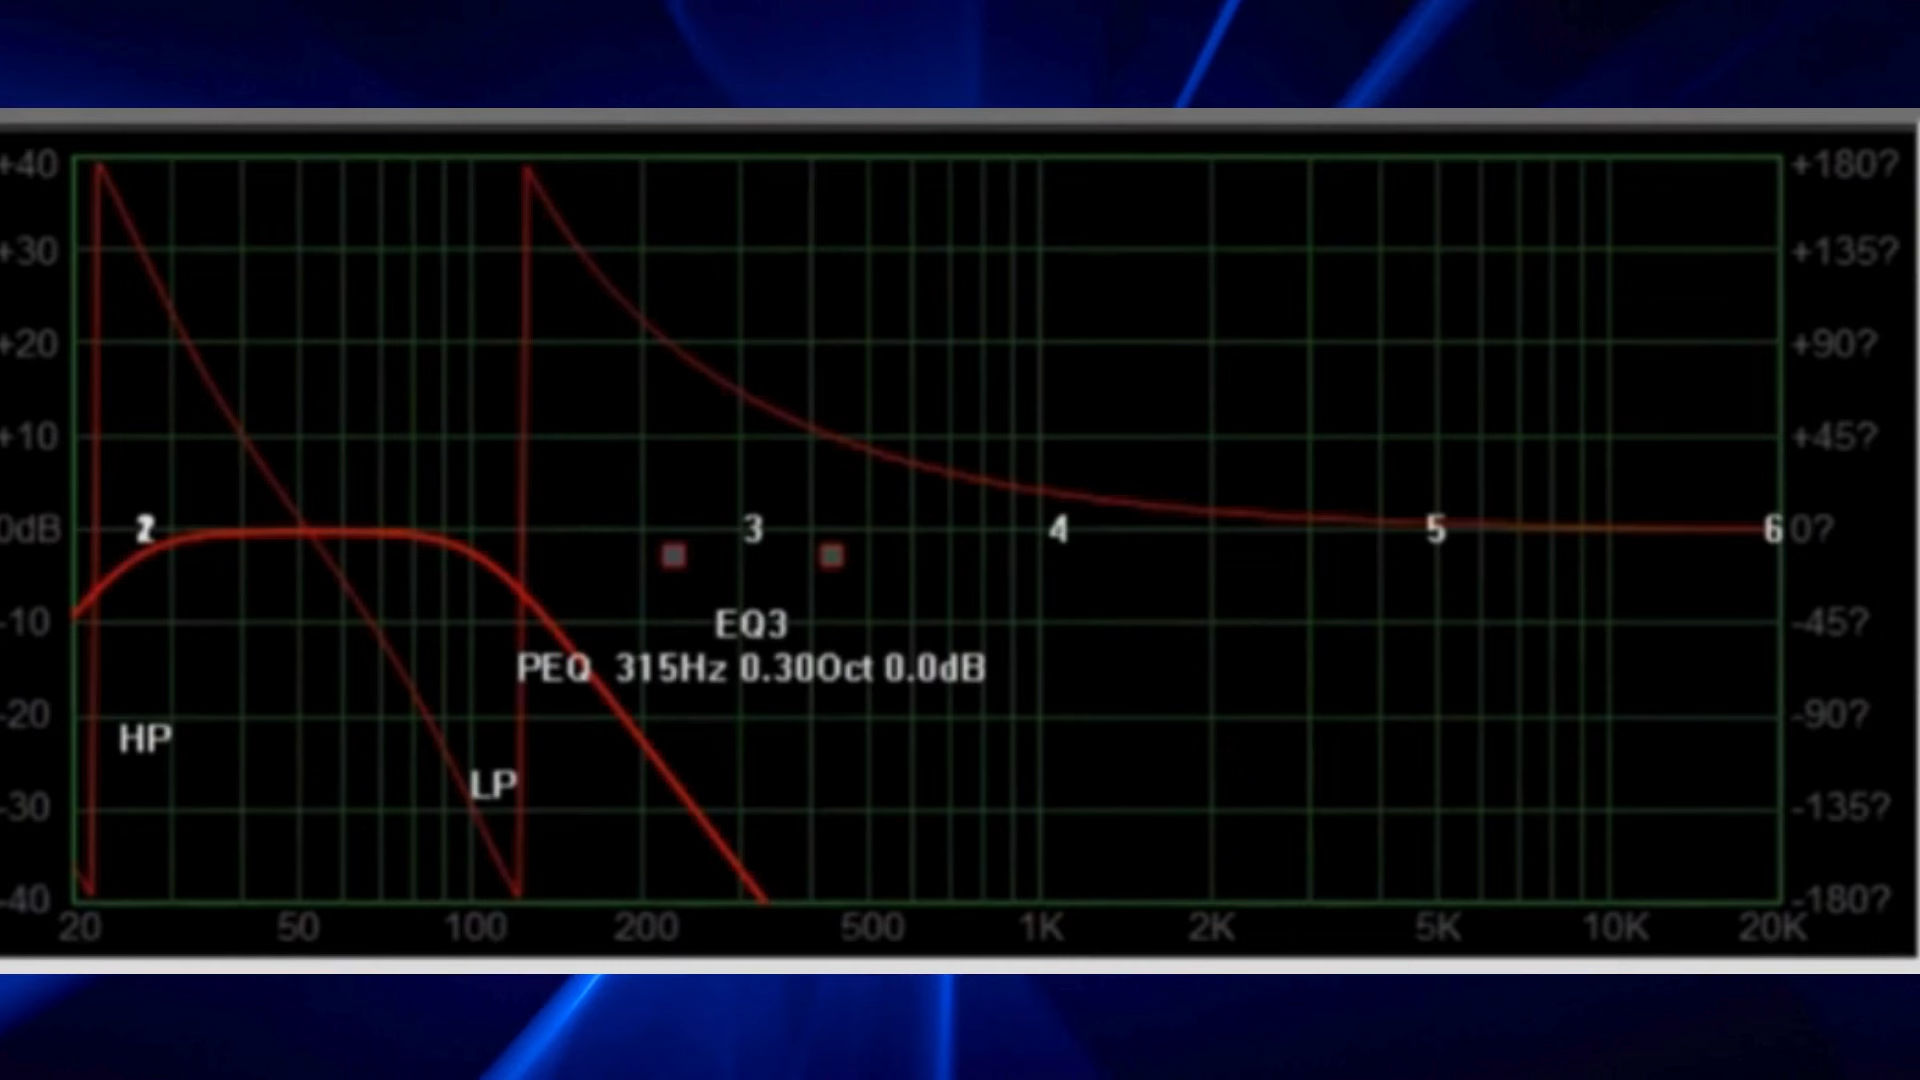 +40 +180?
+30 +135?
+20 +90?
+10 +45?
0dB 2 3 4 5 6 0?
EQ3
-10 -45?
PEQ 315Hz 0.30Oct 0.0dB
-20 -90?
HP
LP
-30 -135?
-40 -180?
20 50 100 200 500 1K 2K 5K 10K 20K